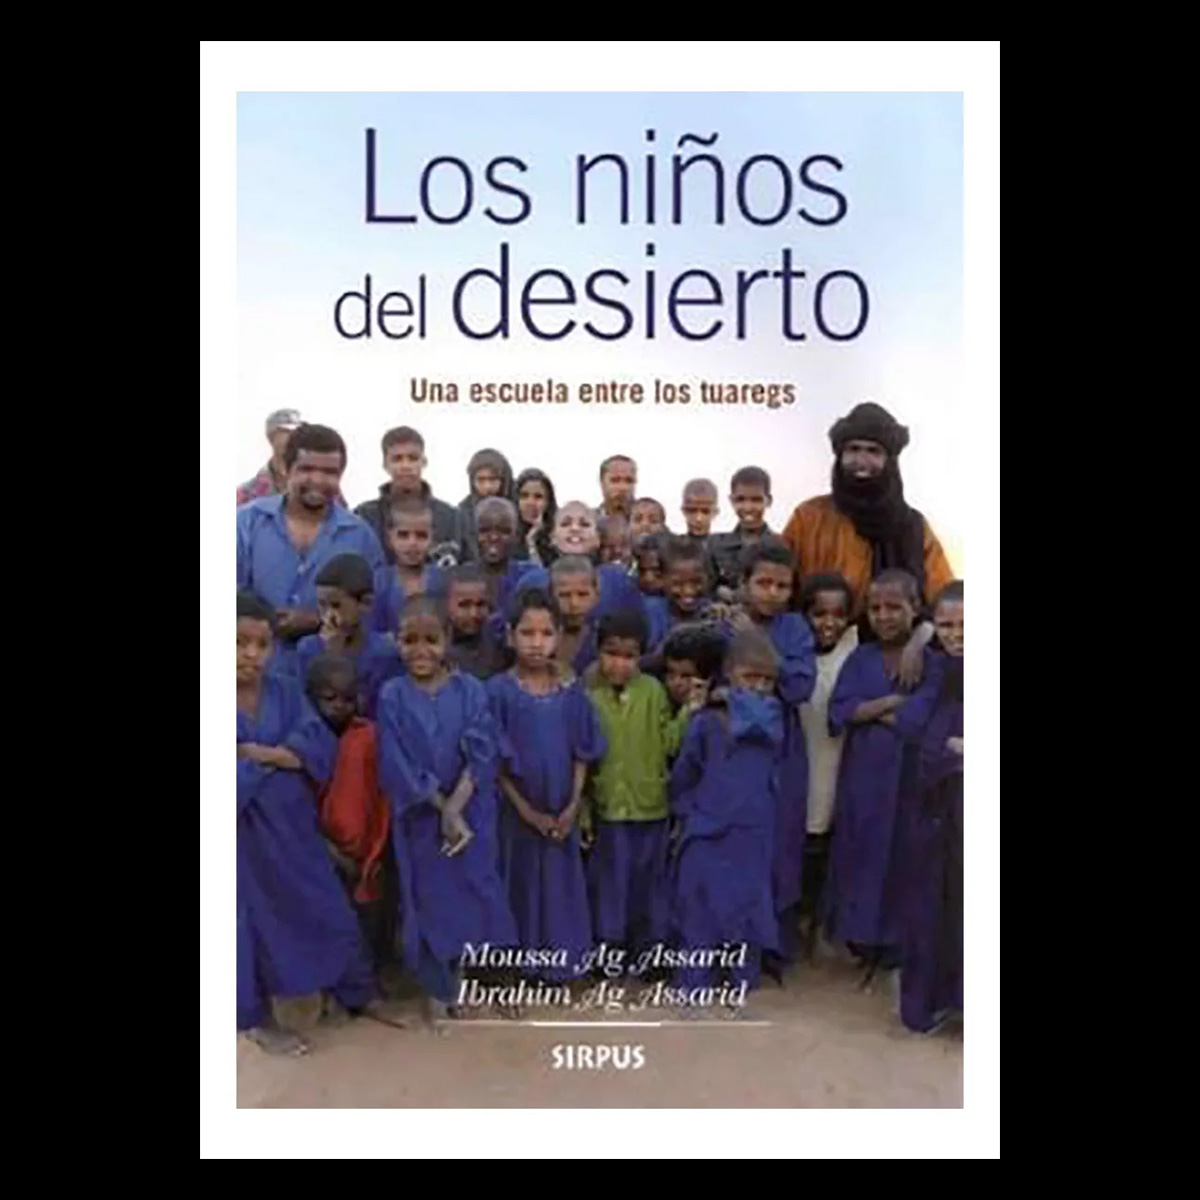 Los niños
del desierto
Una escuela entre los tuaregs
Moussa Ag Assarid
Ibrahim Ag Assarid
SIRPUS